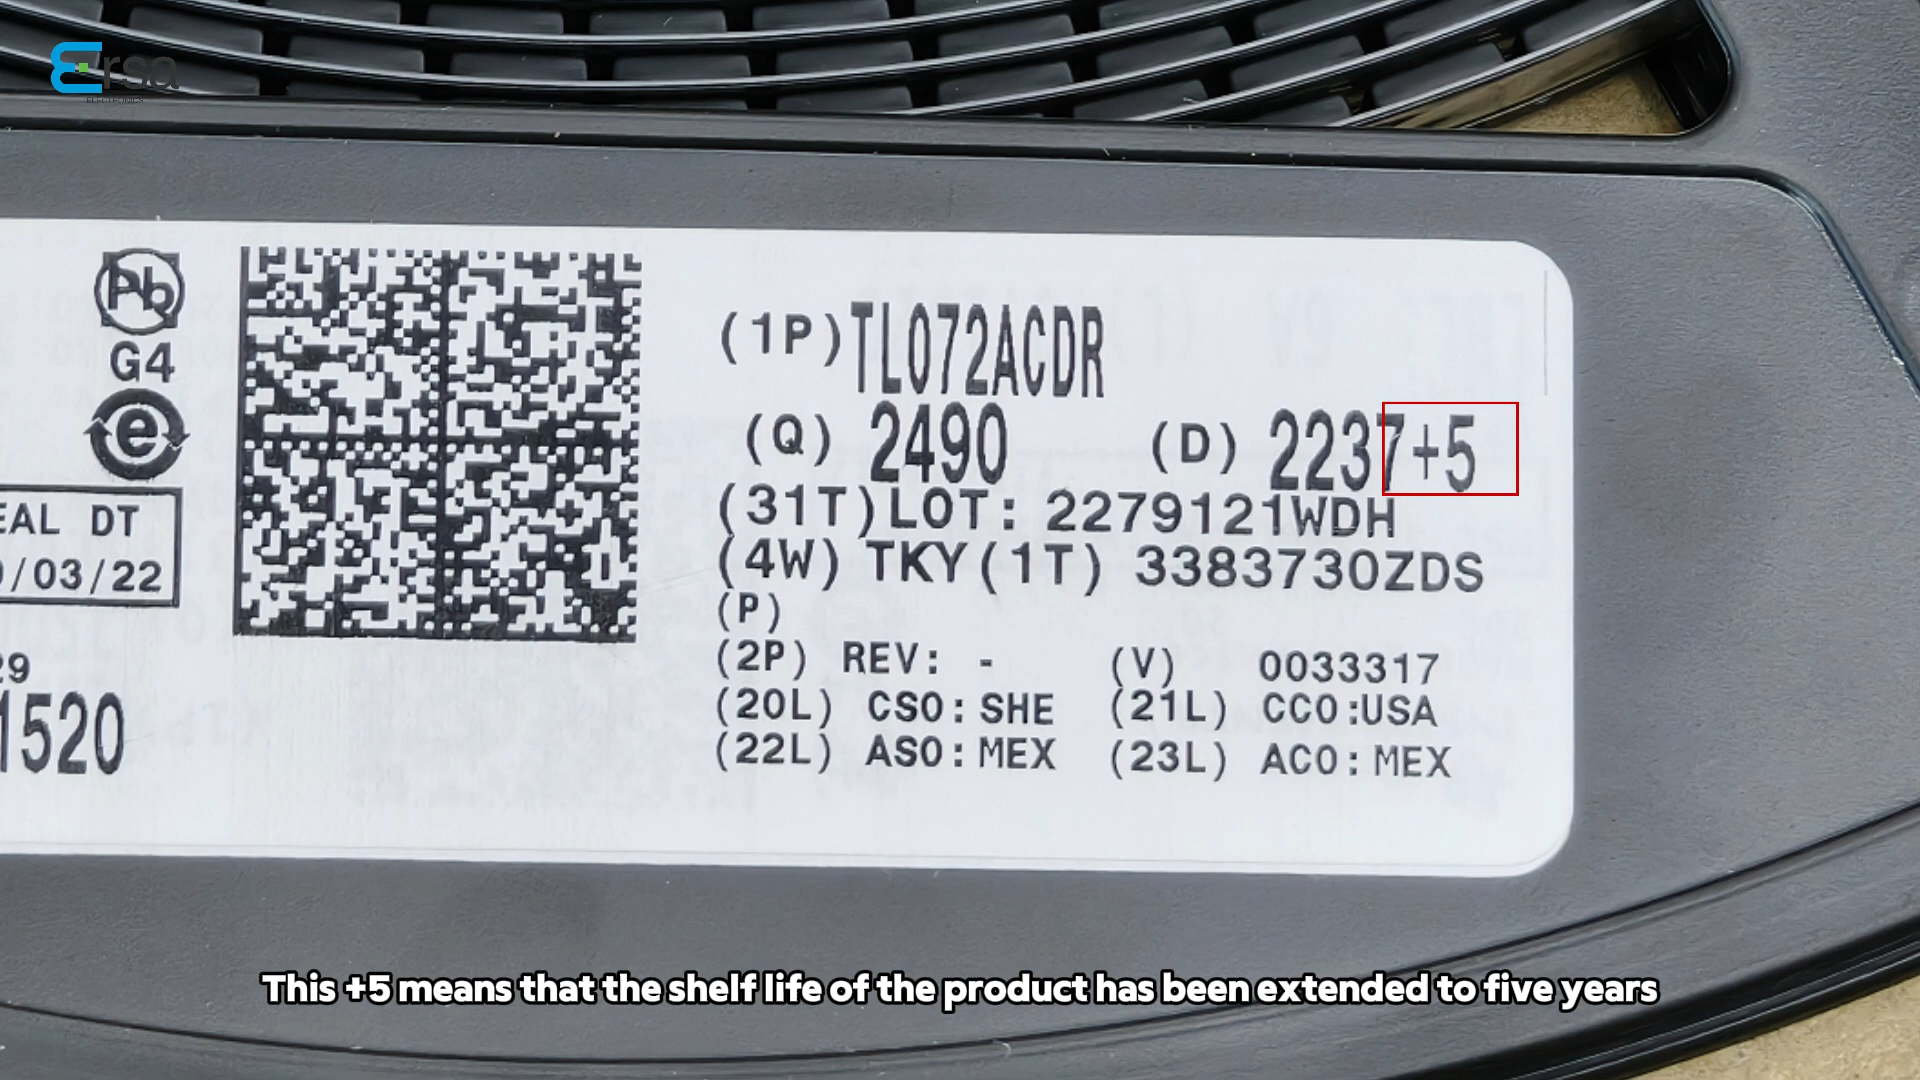 Ersa
ELECTRONICS
Pb
G4
e
EAL DT
/03/22
29
1520
(1P) TL072ACDR
(Q) 2490 (D) 2237+5
(31T)LOT: 2279121WDH
(4W) TKY(1T) 3383730ZDS
(P)
(2P) REV: - (V) 0033317
(20L) CSO:SHE (21L) CCO:USA
(22L) ASO:MEX (23L) ACO:MEX
This +5 means that the shelf life of the product has been extended to five years